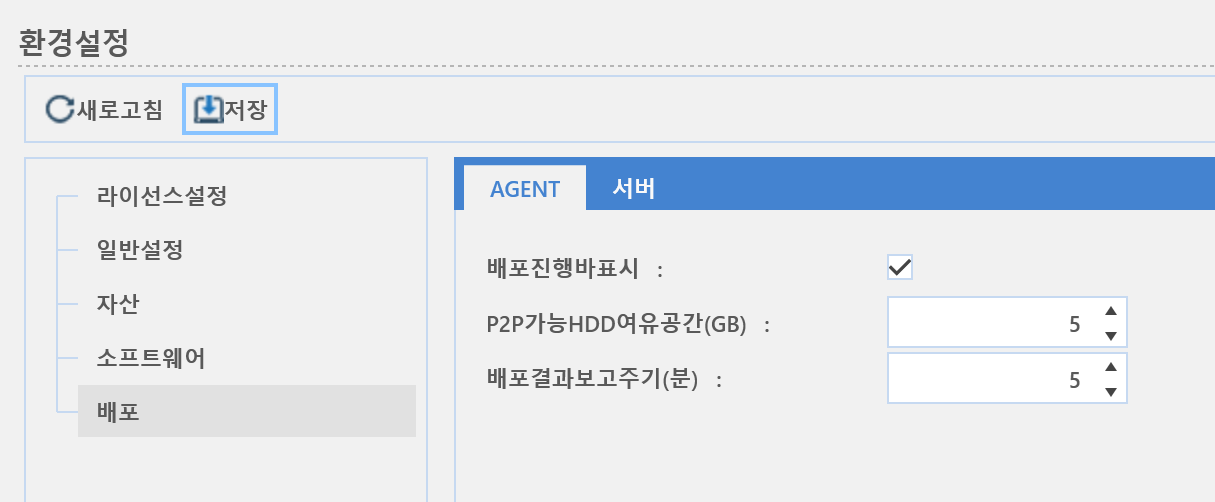 환경설정
새로고침 저장
라이선스설정
일반설정
자산
소프트웨어
배포
AGENT 서버
배포진행바표시 :
P2P가능HDD여유공간(GB) : 5
배포결과보고주기(분) : 5